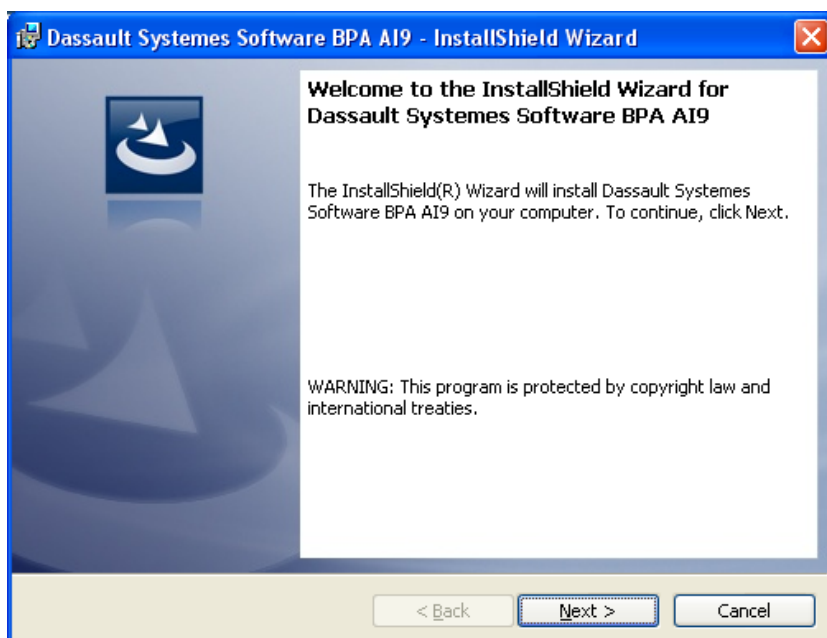 Dassault Systemes Software BPA AI9 - InstallShield Wizard
Welcome to the InstallShield Wizard for
Dassault Systemes Software BPA AI9
The InstallShield(R) Wizard will install Dassault Systemes
Software BPA AI9 on your computer. To continue, click Next.
WARNING: This program is protected by copyright law and
international treaties.
< Back
Next >
Cancel